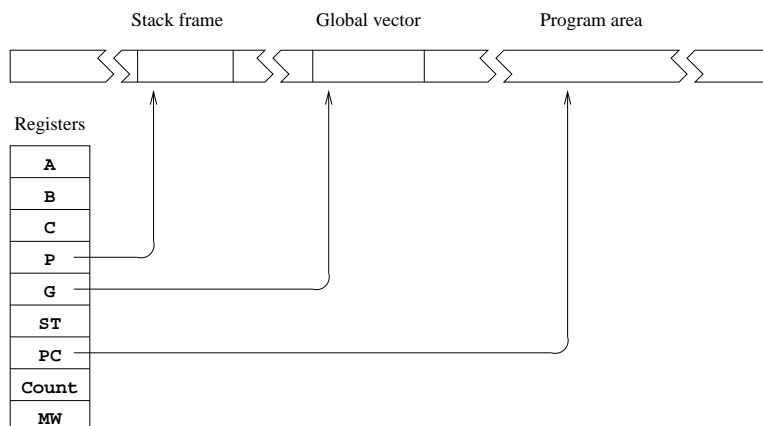 Stack frame Global vector Program area
Registers
A
B
C
P
G
ST
PC
Count
MW